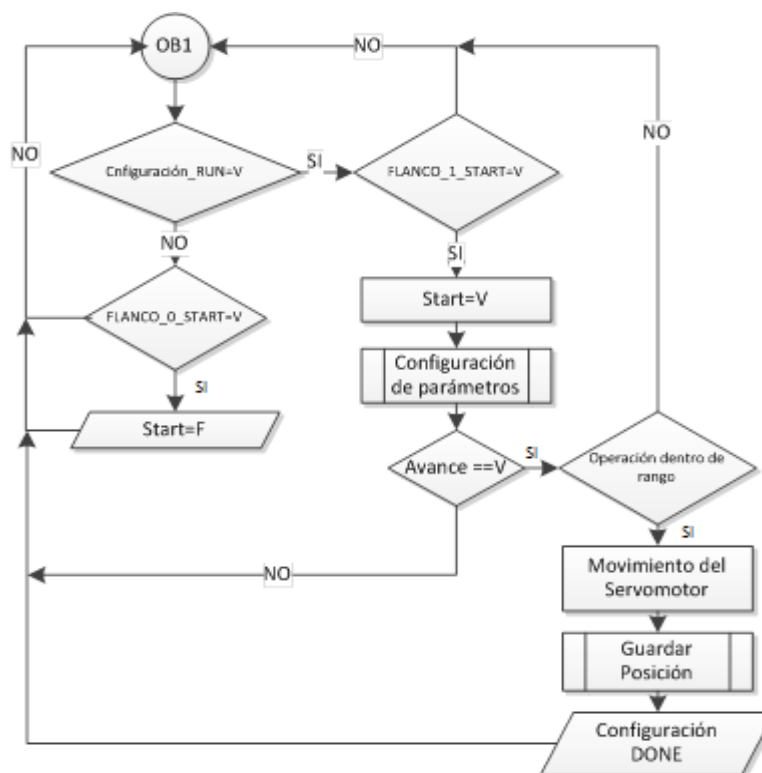 OB1
NO
NO
NO
Cnfiguración_RUN=V
SI
FLANCO_1_START=V
NO
SI
FLANCO_0_START=V
Start=V
SI
Configuración
de parámetros
Start=F
Avance ==V
SI
Operación dentro de
rango
SI
NO
Movimiento del
Servomotor
Guardar
Posición
Configuración
DONE